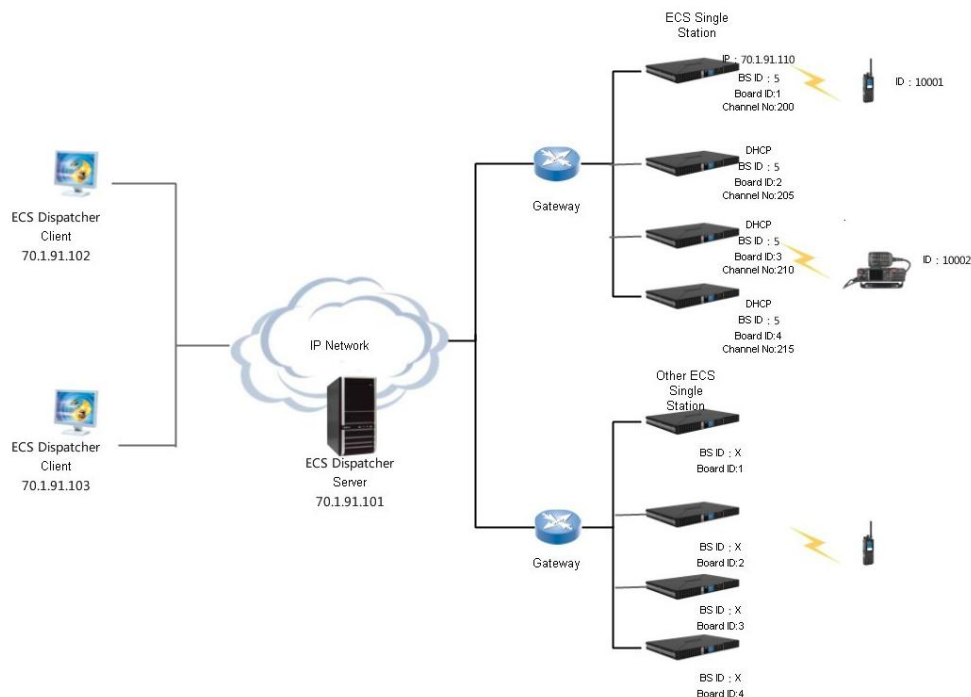 ECS Single
Station
IP：70.1.91.110
BS ID：5
Board ID:1
Channel No:200
ID：10001
DHCP
BS ID：5
Board ID:2
Channel No:205
Gateway
DHCP
BS ID：5
Board ID:3
Channel No:210
ID：10002
DHCP
BS ID：5
Board ID:4
Channel No:215
ECS Dispatcher
Client
70.1.91.102
IP Network
ECS Dispatcher
Server
70.1.91.101
ECS Dispatcher
Client
70.1.91.103
Other ECS
Single
Station
BS ID：X
Board ID:1
Gateway
BS ID：X
Board ID:2
BS ID：X
Board ID:3
BS ID：X
Board ID:4